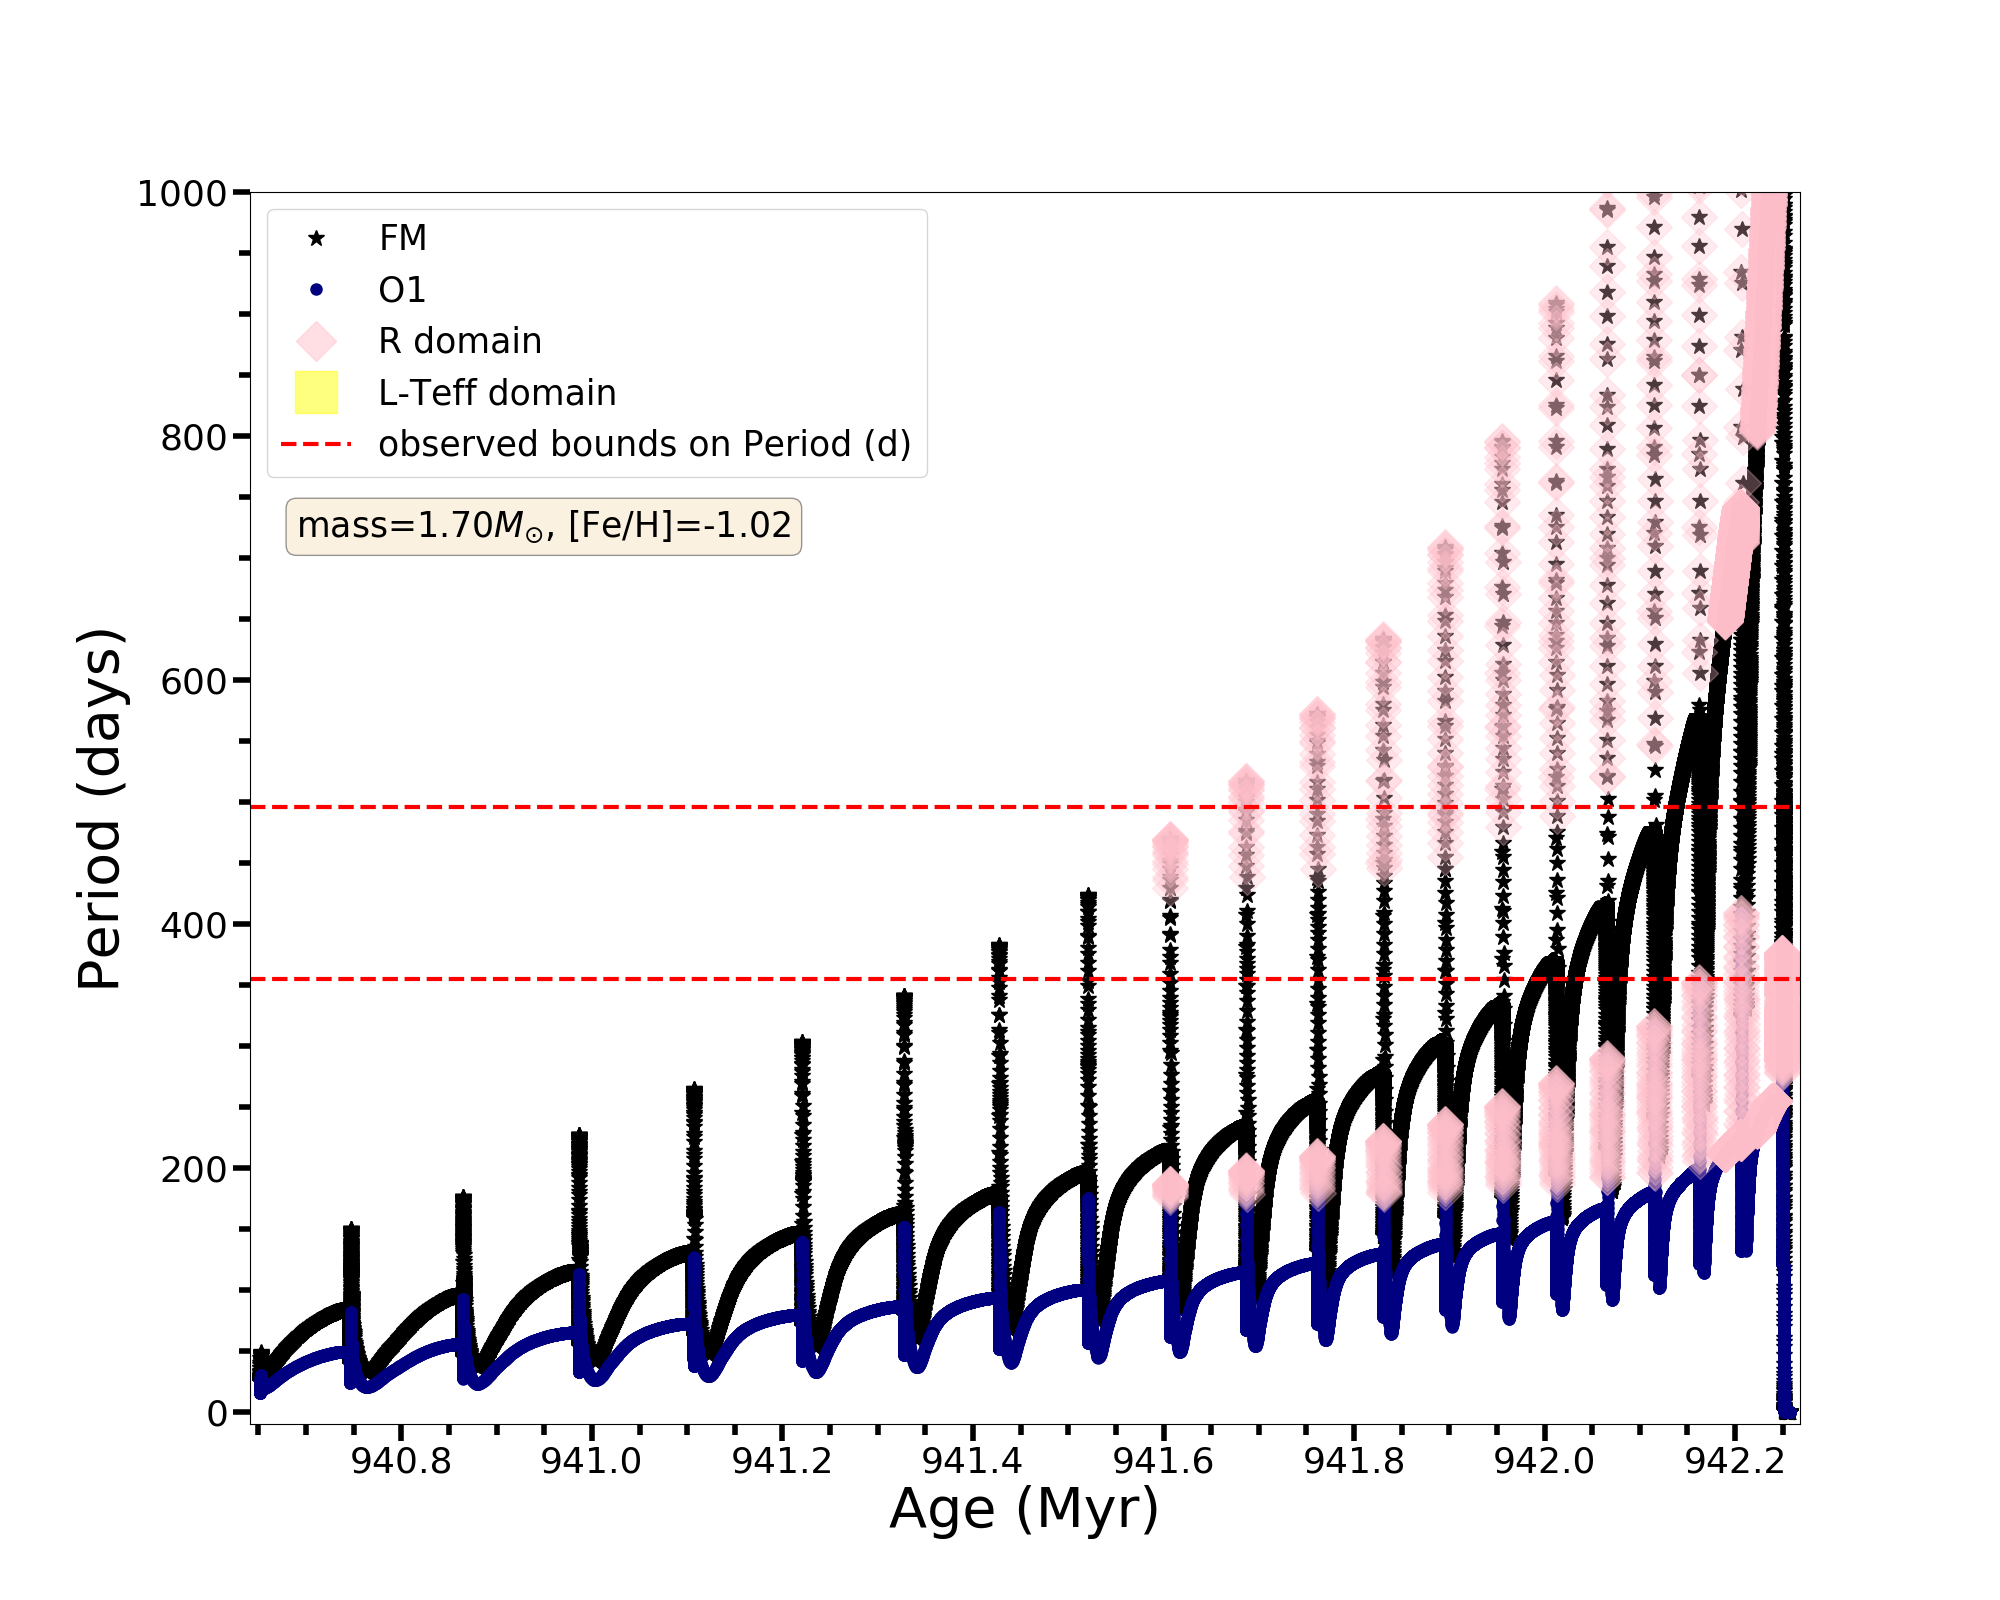 1000
800
600
400
200
0
Period (days)
FM
O1
R domain
L-Teff domain
observed bounds on Period (d)
mass=1.70M⊙, [Fe/H]=-1.02
940.8 941.0 941.2 941.4 941.6 941.8 942.0 942.2
Age (Myr)